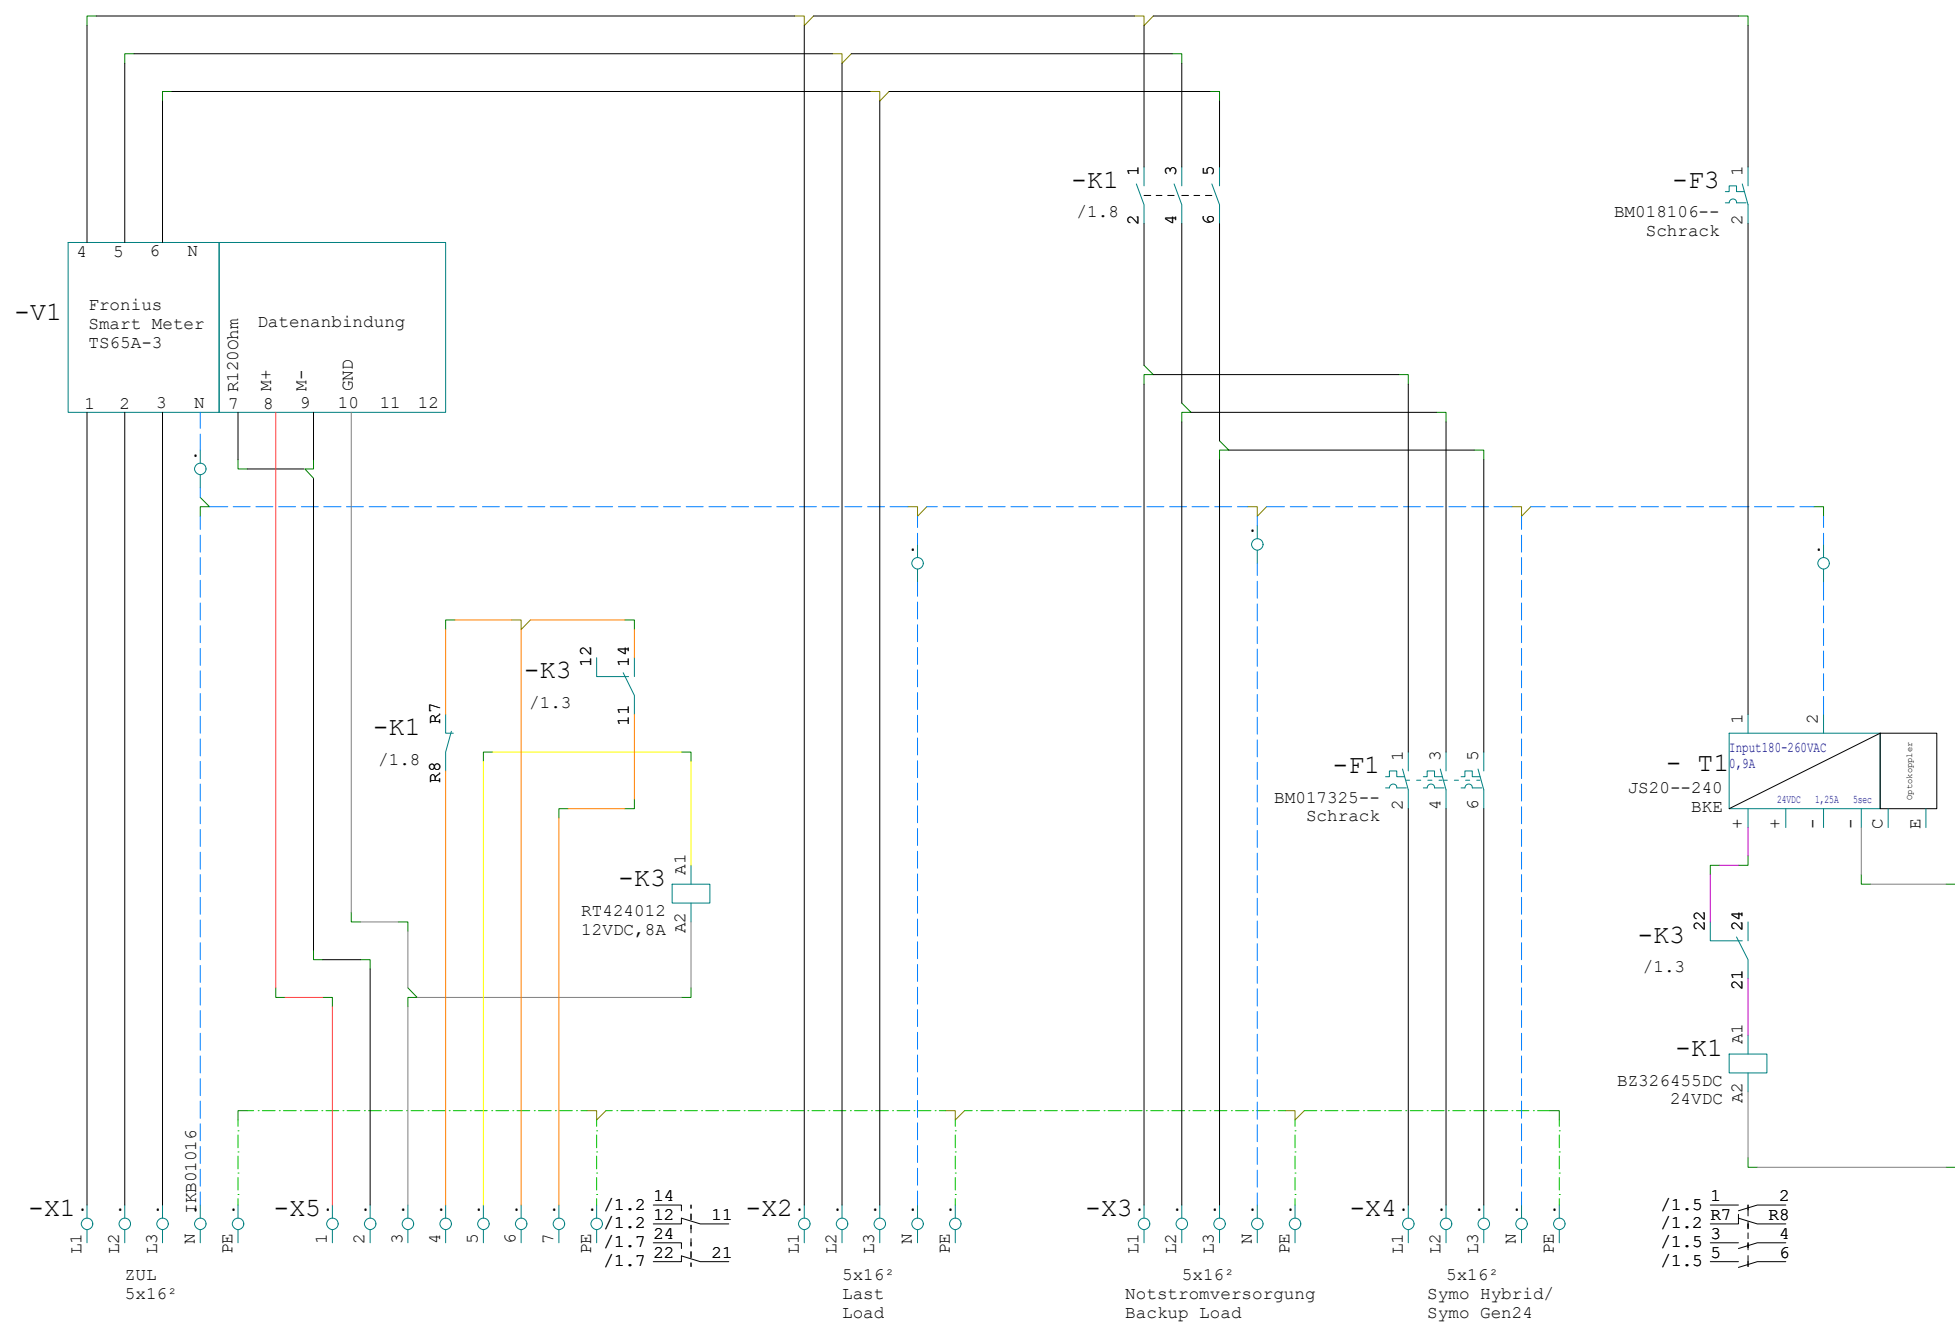 -K1
/1.8
1
2
3
4
5
6
-F3
BM018106--
Schrack
1
2
-V1
4
5
6
N
Fronius
Smart Meter
TS65A-3
Datenanbindung
R120Ohm
M+
M-
GND
1
2
3
N
7
8
9
10
11
12
-K3
/1.3
12
14
11
-K1
/1.8
R7
R8
-K3
RT424012
12VDC,8A
A1
A2
-F1
BM017325--
Schrack
1
2
3
4
5
6
- T1
JS20--240
BKE
1
2
Input180-260VAC
0,9A
24VDC
1,25A
5sec
Optokoppler
+
+
-
-
C
E
-K3
/1.3
22
24
21
-K1
BZ326455DC
24VDC
A1
A2
-X1
L1
L2
L3
N
IKB01016
PE
ZUL
5x16²
-X5
1
2
3
4
5
6
7
PE
/1.2 14
/1.2 12 11
/1.7 24
/1.7 22 21
-X2
L1
L2
L3
N
PE
5x16²
Last
Load
-X3
L1
L2
L3
N
PE
5x16²
Notstromversorgung
Backup Load
-X4
L1
L2
L3
N
PE
5x16²
Symo Hybrid/
Symo Gen24
/1.5 1 2
/1.2 R7 R8
/1.5 3 4
/1.5 5 6